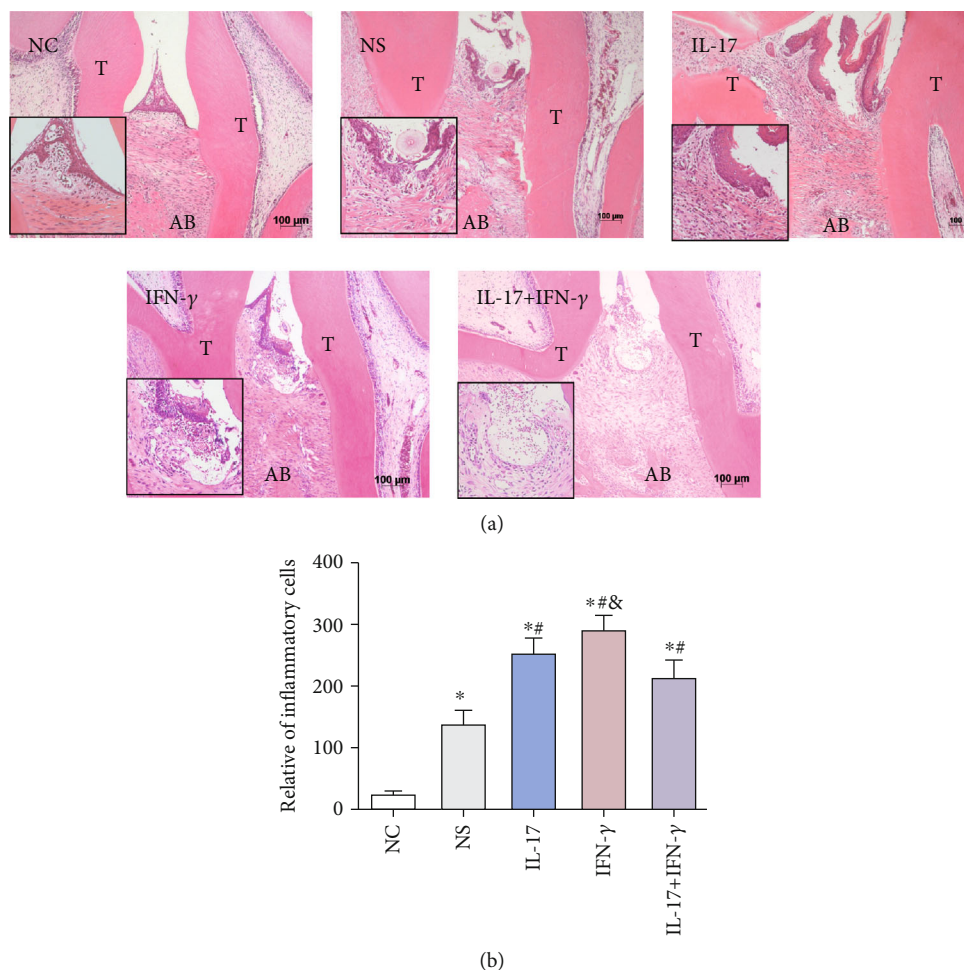 NC
T
T
AB
100 μm
NS
T
T
AB
100 μm
IL-17
T
T
AB
100
IFN-γ
T
T
AB
100 μm
IL-17+IFN-γ
T
T
AB
100 μm
(a)
Relative of inflammatory cells
400
300
200
100
0
*
*#
*#&
*#
NC
NS
IL-17
IFN-γ
IL-17+IFN-γ
(b)